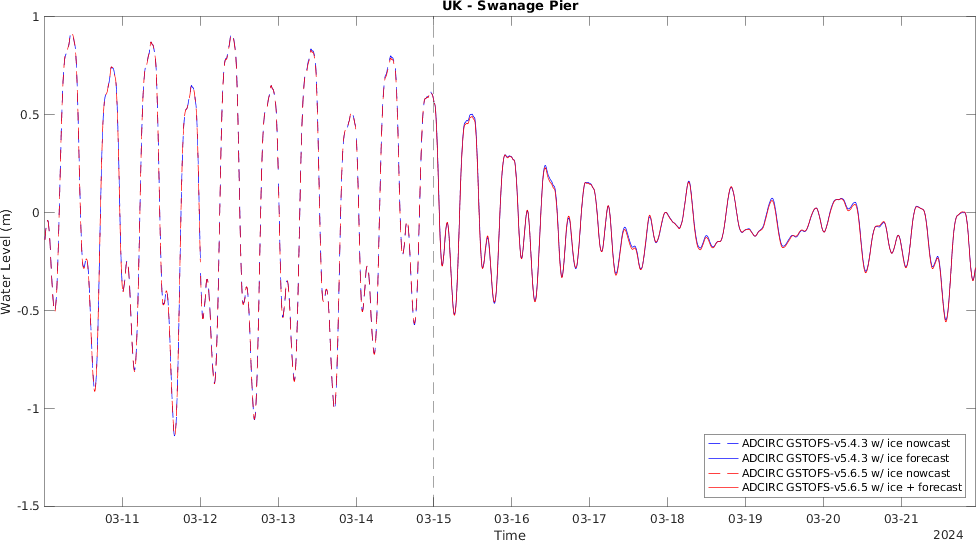 UK - Swanage Pier
Water Level (m)
1
0.5
0
-0.5
-1
-1.5
03-11 03-12 03-13 03-14 03-15 03-16 03-17 03-18 03-19 03-20 03-21
Time
2024
ADCIRC GSTOFS-v5.4.3 w/ ice nowcast
ADCIRC GSTOFS-v5.4.3 w/ ice forecast
ADCIRC GSTOFS-v5.6.5 w/ ice nowcast
ADCIRC GSTOFS-v5.6.5 w/ ice + forecast